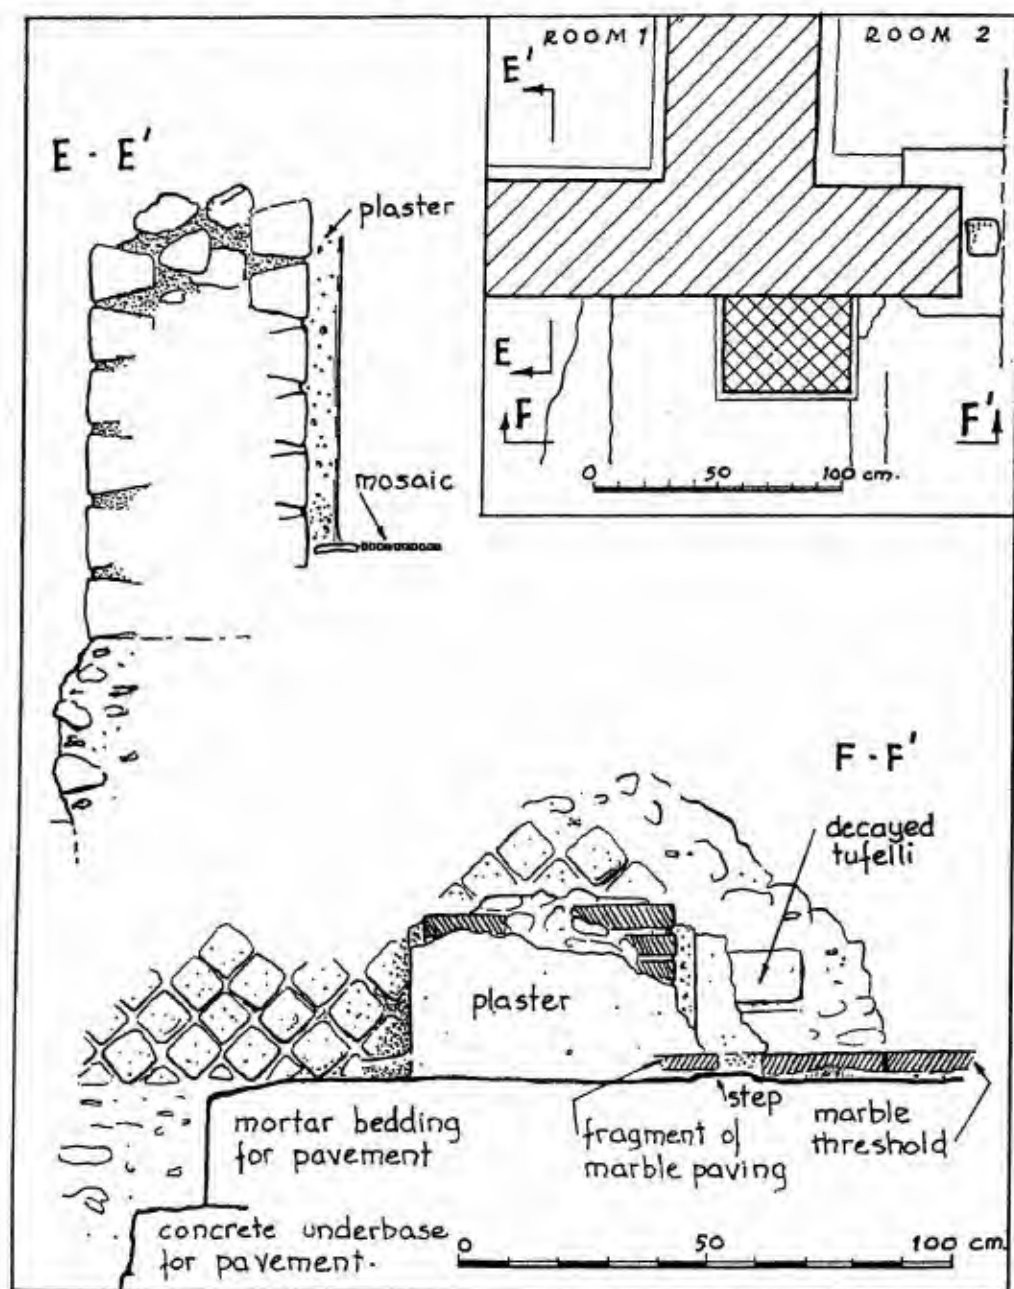 ROOM 1
ROOM 2
E'
E - E'
plaster
E
F
F'
0 50 100 cm.
mosaic
F - F'
decayed
tufelli
plaster
step
mortar bedding
for pavement
fragment of
marble paving
marble
threshold
concrete underbase
for pavement.
0 50 100 cm.